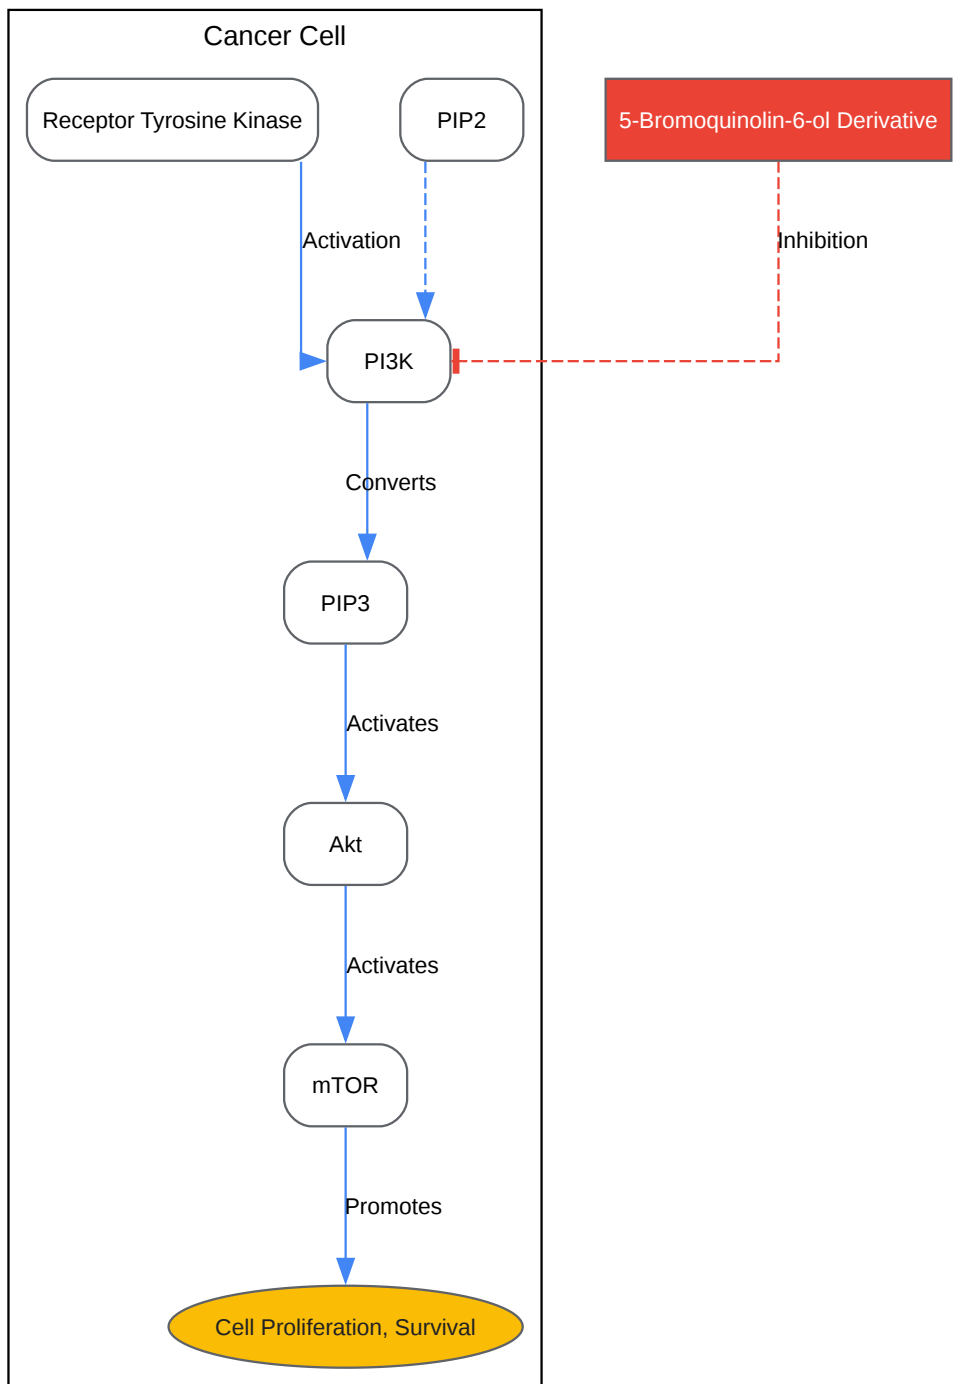 Cancer Cell
Receptor Tyrosine Kinase
PIP2
5-Bromoquinolin-6-ol Derivative
Activation
Inhibition
PI3K
Converts
PIP3
Activates
Akt
Activates
mTOR
Promotes
Cell Proliferation, Survival